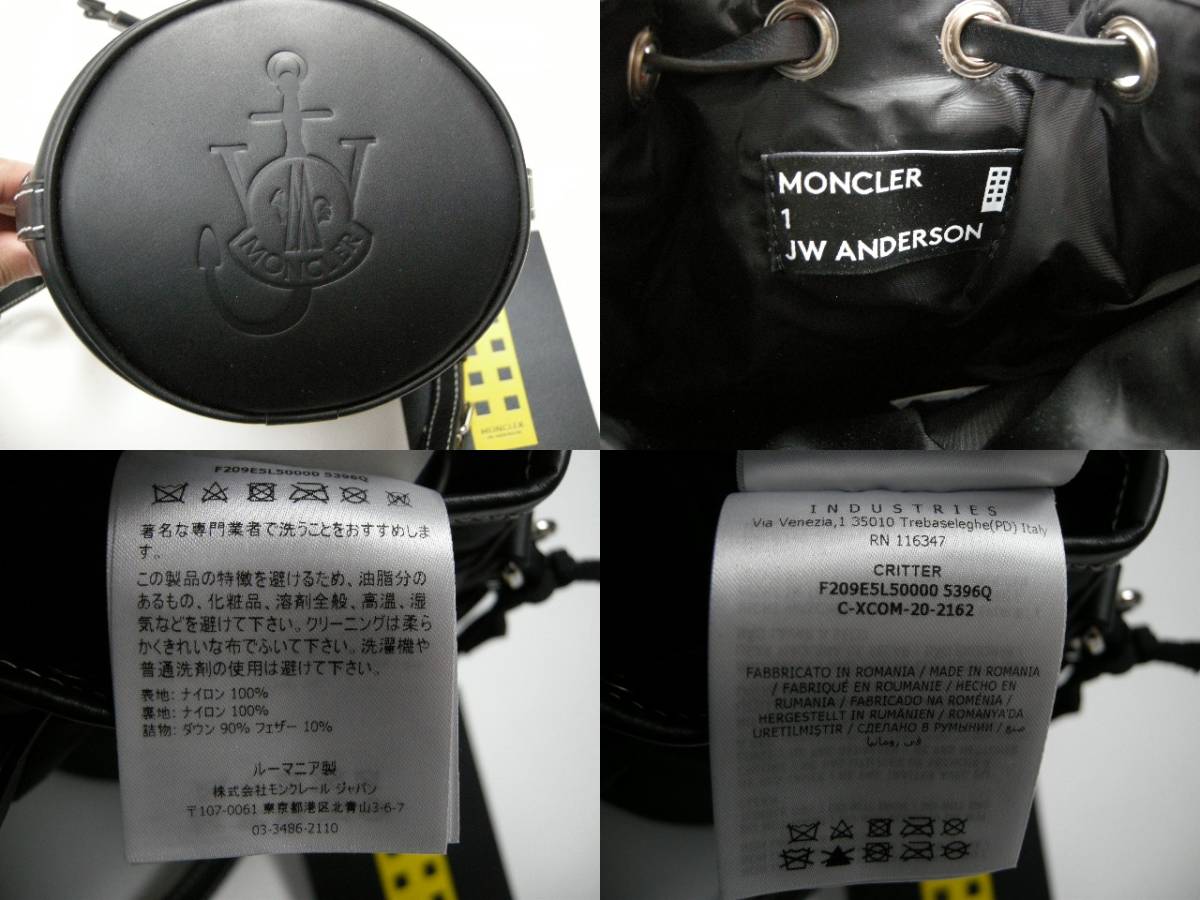 MONCLER
MONCLER
MONCLER
1
JW ANDERSON
F209E5L50000 5396Q
著名な専門業者で洗うことをおすすめしま
す。
この製品の特徴を避けるため、油脂分の
あるもの、化粧品、溶剤全般、高温、湿
気などを避けて下さい。クリーニングは柔ら
かくきれいな布でふいて下さい。洗濯機や
普通洗剤の使用は避けて下さい。
表地: ナイロン 100%
裏地: ナイロン 100%
詰物: ダウン 90% フェザー 10%
ルーマニア製
株式会社モンクレール ジャパン
〒107-0061 東京都港区北青山3-6-7
03-3486-2110
INDUSTRIES
Via Venezia,1 35010 Trebaseleghe(PD) Italy
RN 116347
CRITTER
F209E5L50000 5396Q
C-XCOM-20-2162
FABBRICATO IN ROMANIA / MADE IN ROMANIA
/ FABRIQUÉ EN ROUMANIE / HECHO EN
RUMANIA / FABRICADO NA ROMÉNIA /
HERGESTELLT IN RUMÄNIEN / ROMANYA'DA
ÜRETILMIŞTIR / СДЕЛАНО В РУМЫНИИ / صنع
في رومانيا